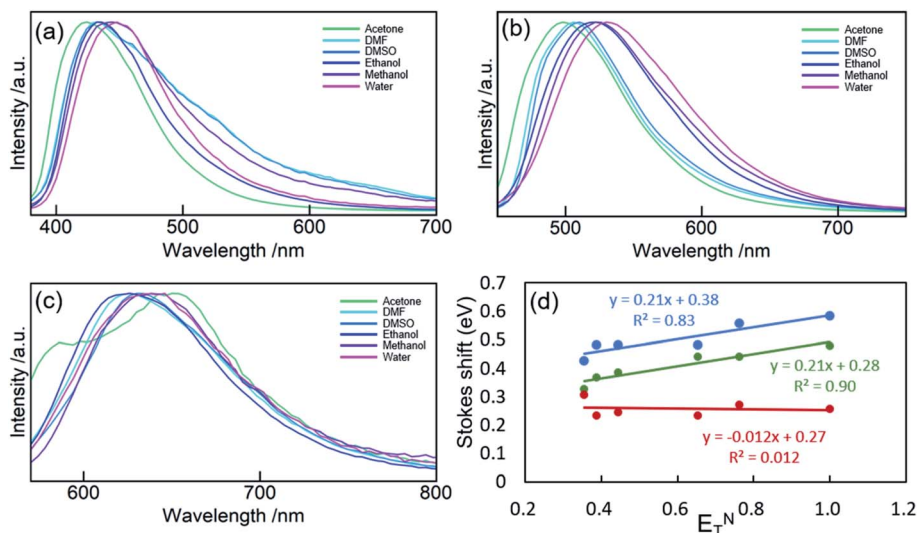 (a)
Acetone
DMF
DMSO
Ethanol
Methanol
Water
Intensity /a.u.
400 500 600 700
Wavelength /nm
(b)
Acetone
DMF
DMSO
Ethanol
Methanol
Water
Intensity /a.u.
500 600 700
Wavelength /nm
(c)
Acetone
DMF
DMSO
Ethanol
Methanol
Water
Intensity /a.u.
600 700 800
Wavelength /nm
(d)
Stokes shift (eV)
0.7
0.6
0.5
0.4
0.3
0.2
0.1
0
y = 0.21x + 0.38
R² = 0.83
y = 0.21x + 0.28
R² = 0.90
y = -0.012x + 0.27
R² = 0.012
0.2 0.4 0.6 0.8 1.0 1.2
E_T^N